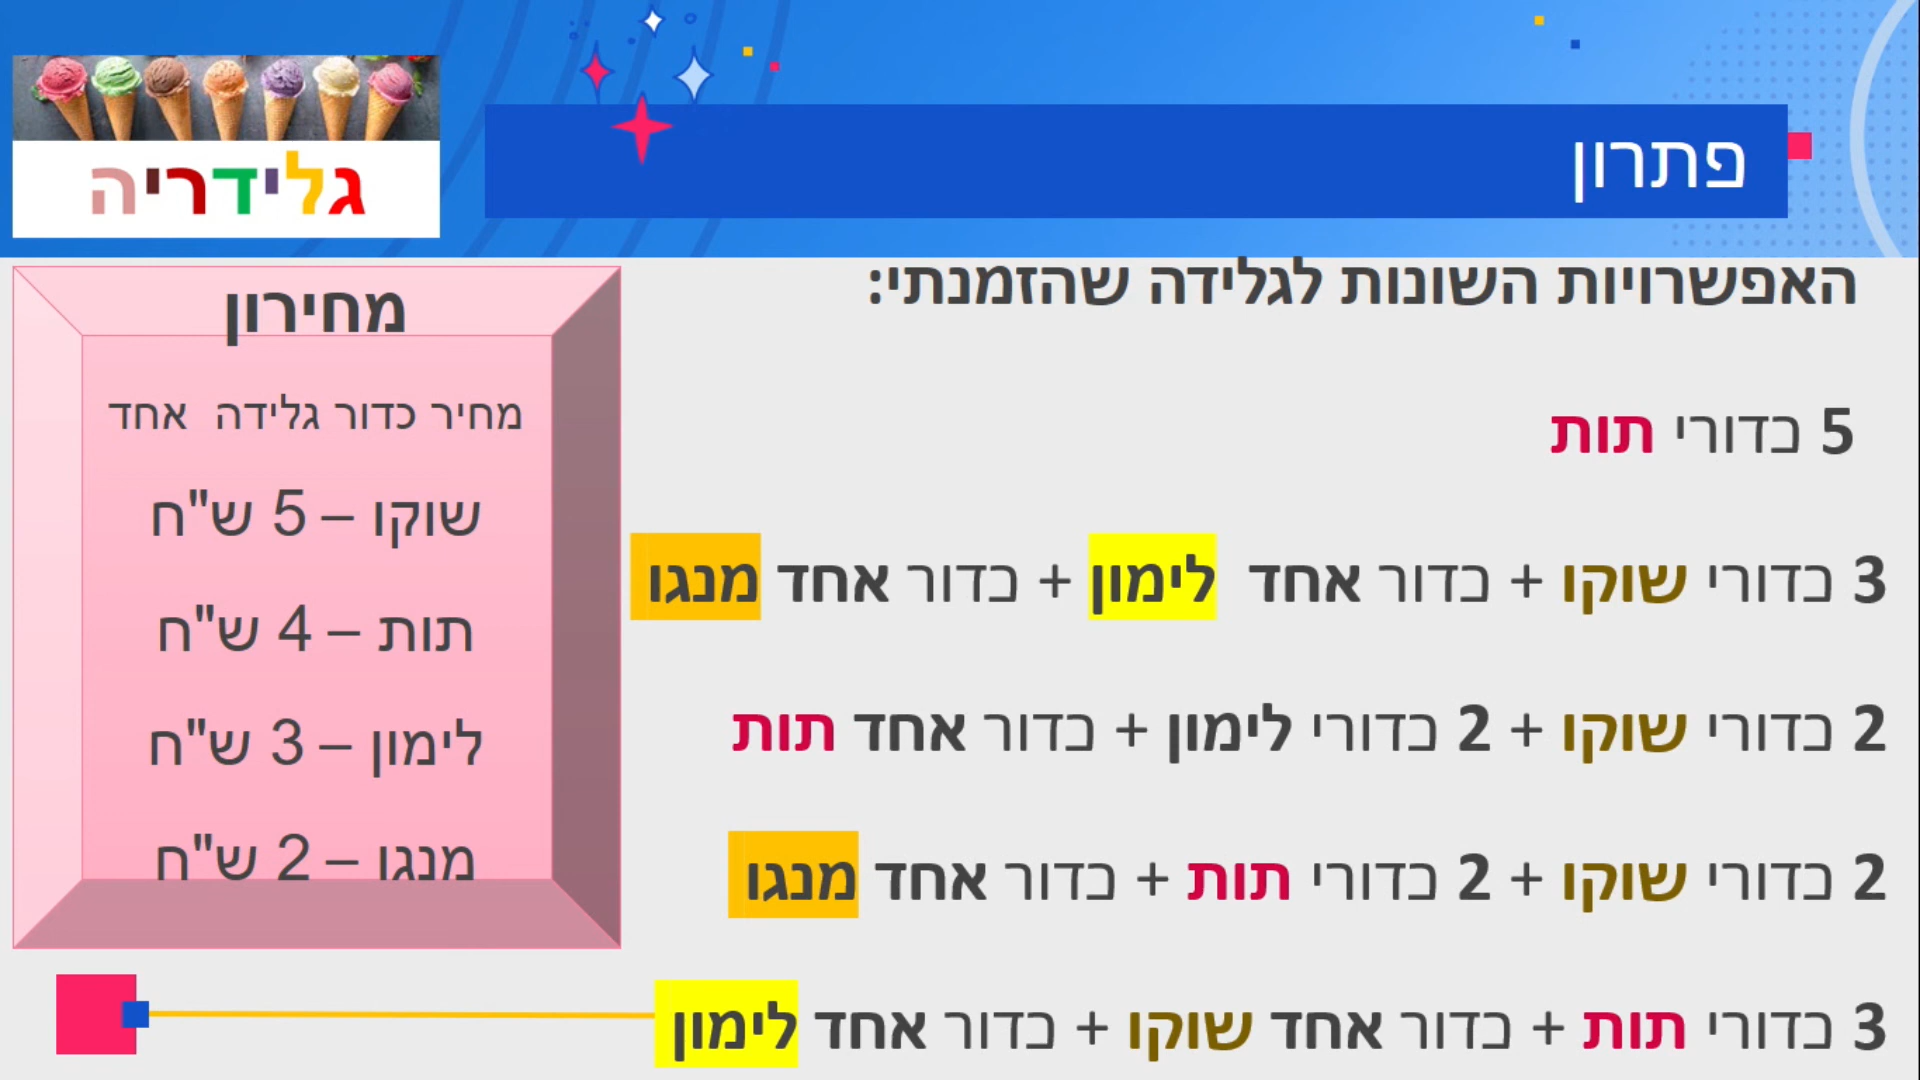 גלידריה
פתרון
האפשרויות השונות לגלידה שהזמנתי:
5 כדורי תות
3 כדורי שוקו + כדור אחד לימון + כדור אחד מנגו
2 כדורי שוקו + 2 כדורי לימון + כדור אחד תות
2 כדורי שוקו + 2 כדורי תות + כדור אחד מנגו
3 כדורי תות + כדור אחד שוקו + כדור אחד לימון
מחירון
מחיר כדור גלידה אחד
שוקו – 5 ש"ח
תות – 4 ש"ח
לימון – 3 ש"ח
מנגו – 2 ש"ח